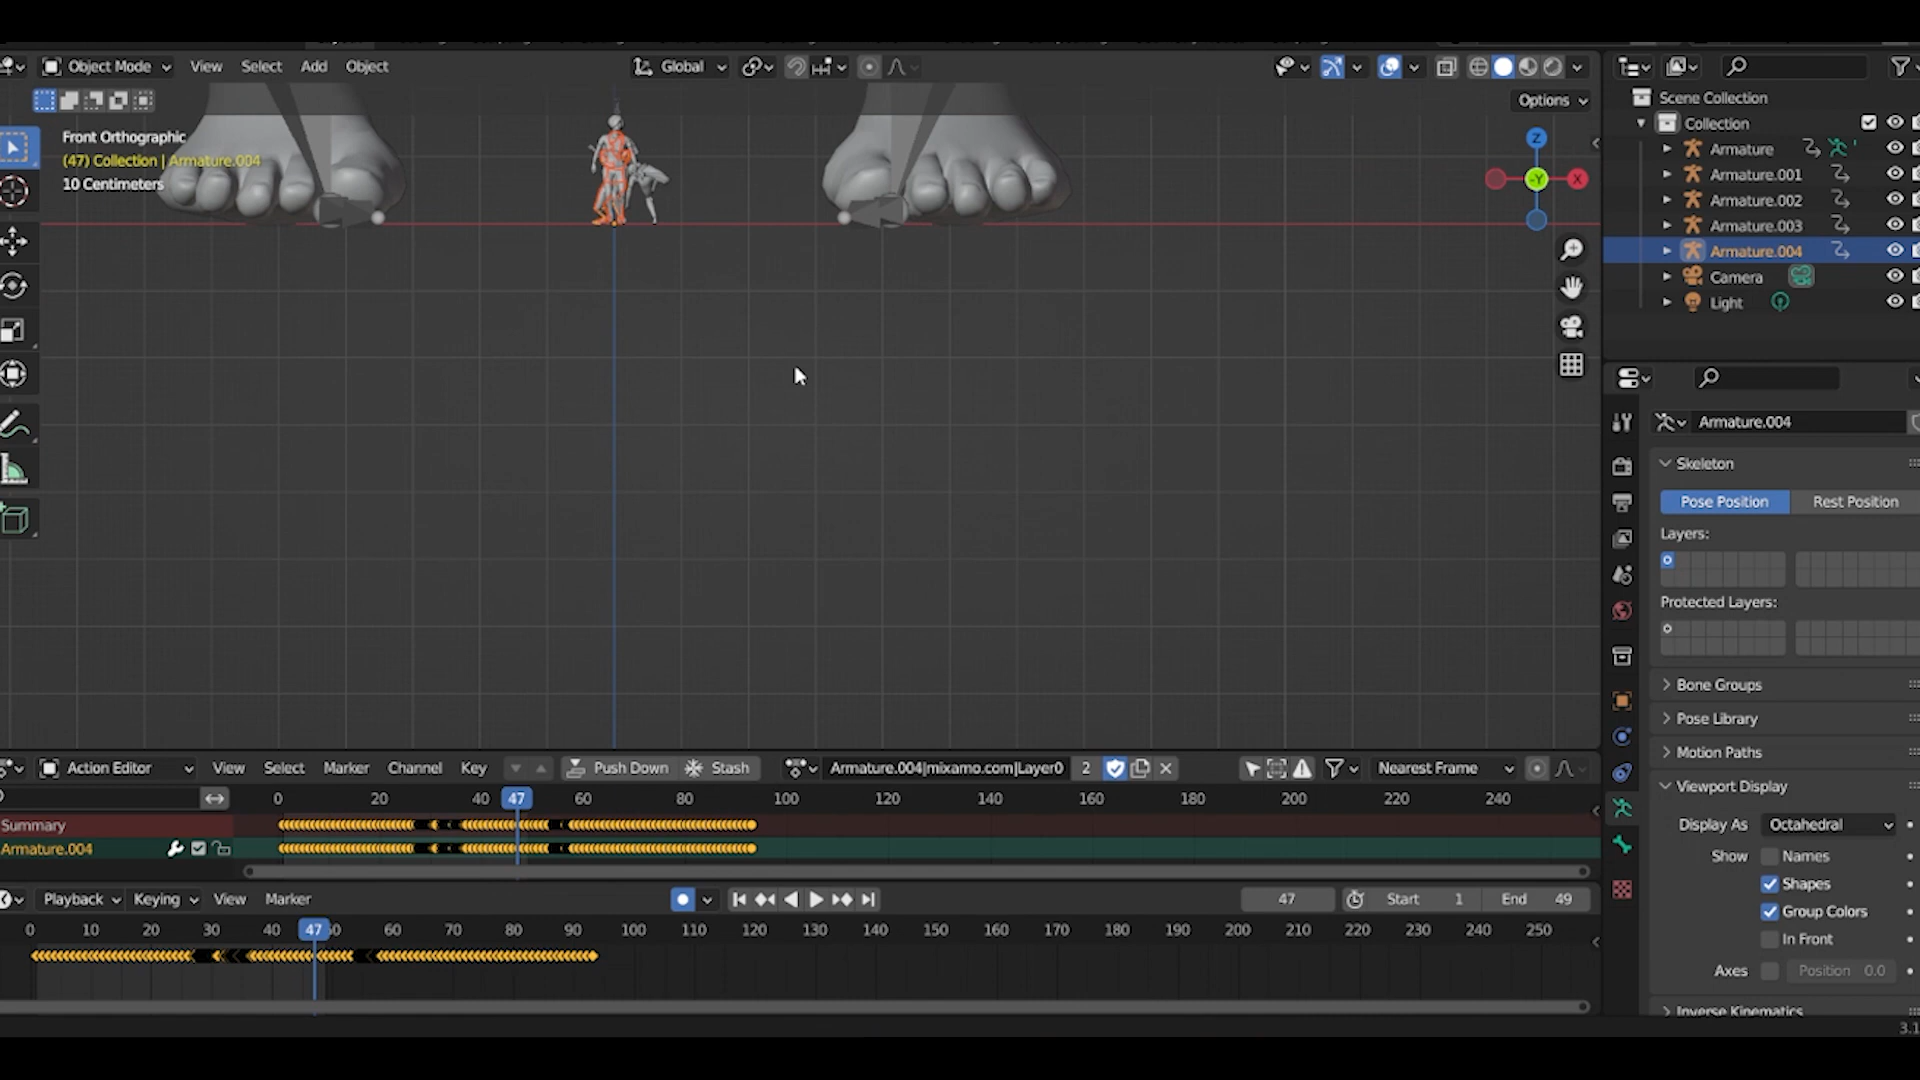 Object Mode View Select Add Object Global
Options
Front Orthographic
(47) Collection | Armature.004
10 Centimeters
Z
-Y
X
Scene Collection
Collection
Armature
Armature.001
Armature.002
Armature.003
Armature.004
Camera
Light
Armature.004
Skeleton
Pose Position Rest Position
Layers:
Protected Layers:
Bone Groups
Pose Library
Motion Paths
Viewport Display
Display As Octahedral
Show Names
Shapes
Group Colors
In Front
Axes Position 0.0
Inverse Kinematics
3.1
Action Editor View Select Marker Channel Key Push Down Stash Armature.004|mixamo.com|Layer0 2 Nearest Frame
0 20 40 47 60 80 100 120 140 160 180 200 220 240
Summary
Armature.004
Playback Keying View Marker 47 Start 1 End 49
0 10 20 30 40 47 50 60 70 80 90 100 110 120 130 140 150 160 170 180 190 200 210 220 230 240 250